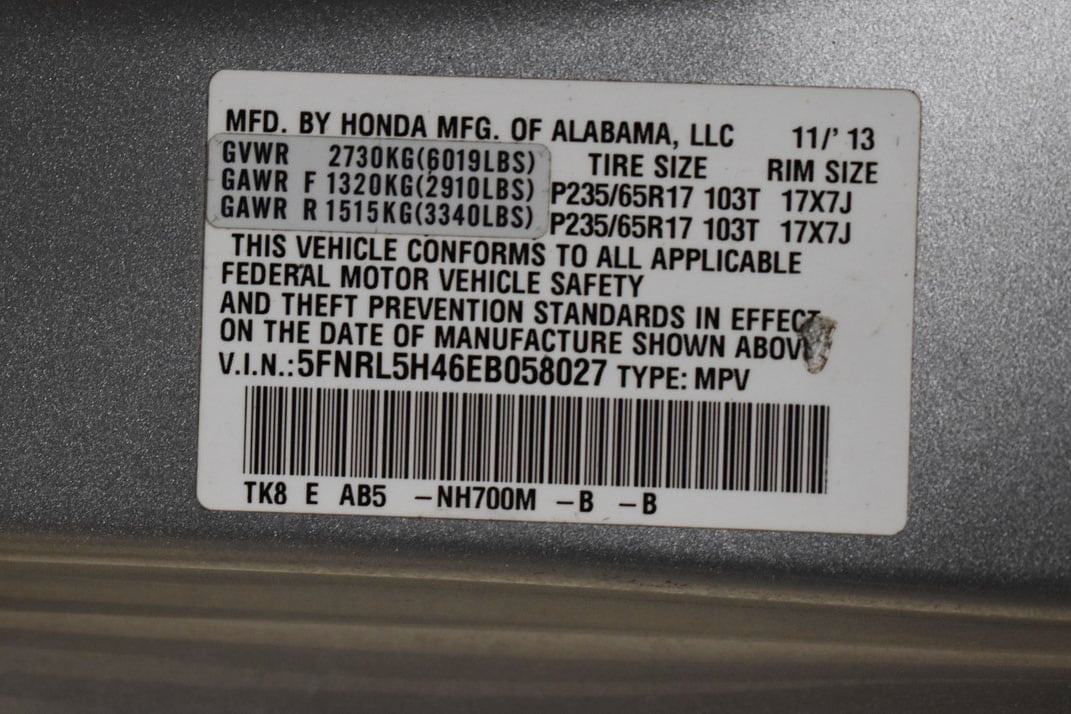 MFD. BY HONDA MFG. OF ALABAMA, LLC 11/' 13
GVWR 2730KG(6019LBS) TIRE SIZE RIM SIZE
GAWR F 1320KG(2910LBS) P235/65R17 103T 17X7J
GAWR R 1515KG(3340LBS) P235/65R17 103T 17X7J
THIS VEHICLE CONFORMS TO ALL APPLICABLE
FEDERAL MOTOR VEHICLE SAFETY
AND THEFT PREVENTION STANDARDS IN EFFECT
ON THE DATE OF MANUFACTURE SHOWN ABOV
V.I.N.:5FNRL5H46EB058027 TYPE: MPV
TK8 E AB5 -NH700M -B -B